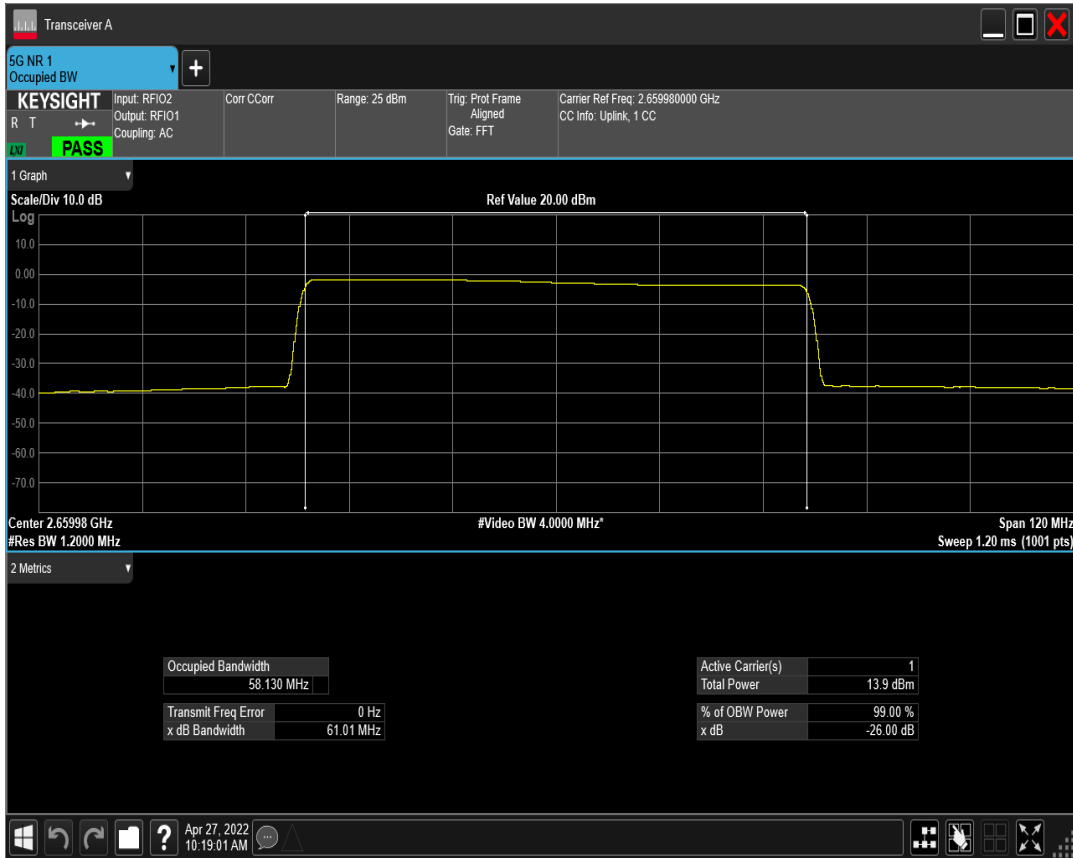 Transceiver A
5G NR 1
Occupied BW
KEYSIGHT
R T
LXI
PASS
Input: RFIO2
Output: RFIO1
Coupling: AC
Corr CCorr
Range: 25 dBm
Trig: Prot Frame
Aligned
Gate: FFT
Carrier Ref Freq: 2.659980000 GHz
CC Info: Uplink, 1 CC
1 Graph
Scale/Div 10.0 dB
Ref Value 20.00 dBm
Log
10.0
0.00
-10.0
-20.0
-30.0
-40.0
-50.0
-60.0
-70.0
Center 2.65998 GHz
#Video BW 4.0000 MHz*
Span 120 MHz
#Res BW 1.2000 MHz
Sweep 1.20 ms (1001 pts)
2 Metrics
Occupied Bandwidth
58.130 MHz
Transmit Freq Error 0 Hz
x dB Bandwidth 61.01 MHz
Active Carrier(s) 1
Total Power 13.9 dBm
% of OBW Power 99.00 %
x dB -26.00 dB
?
Apr 27, 2022
10:19:01 AM